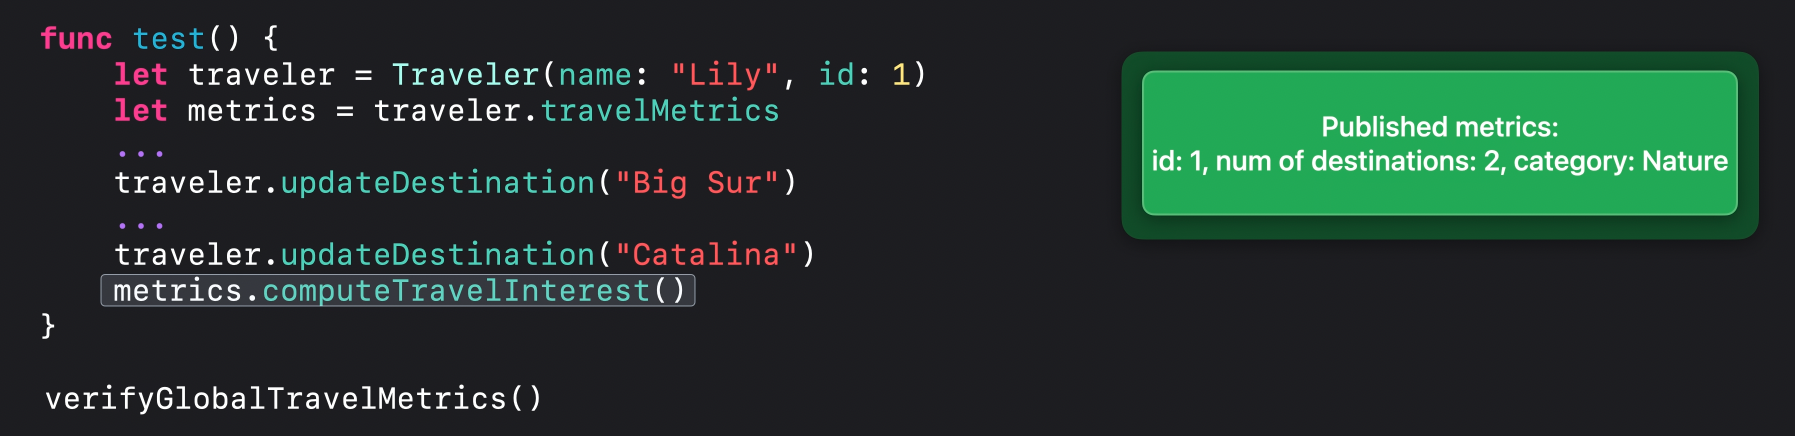 func test() {
let traveler = Traveler(name: "Lily", id: 1)
let metrics = traveler.travelMetrics
...
traveler.updateDestination("Big Sur")
...
traveler.updateDestination("Catalina")
metrics.computeTravelInterest()
}
verifyGlobalTravelMetrics()
Published metrics:
id: 1, num of destinations: 2, category: Nature